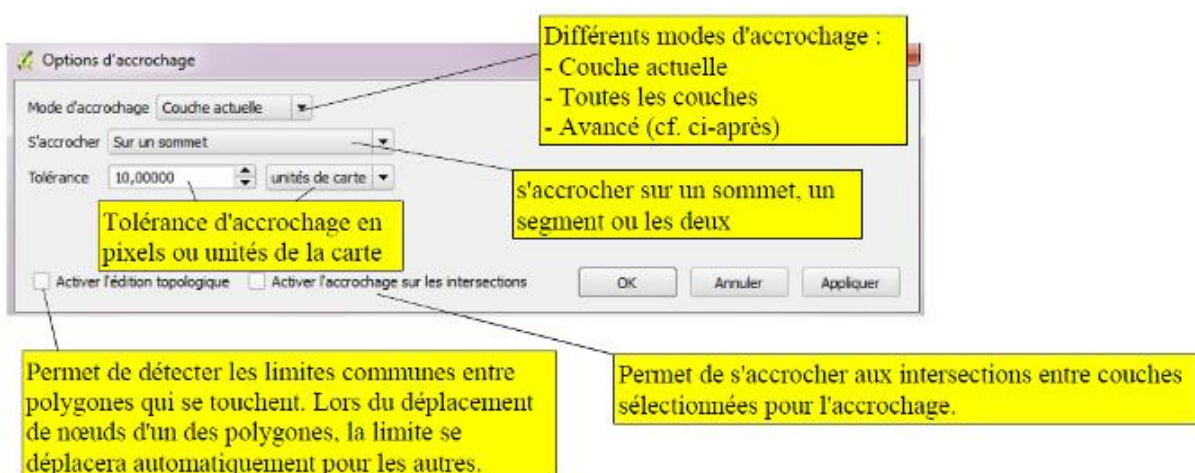 Différents modes d'accrochage :
- Couche actuelle
- Toutes les couches
- Avancé (cf. ci-après)
Options d'accrochage
Mode d'accrochage Couche actuelle
S'accrocher Sur un sommet
Tolérance 10,00000 unités de carte
s'accrocher sur un sommet, un
segment ou les deux
Tolérance d'accrochage en
pixels ou unités de la carte
Activer l'édition topologique Activer l'accrochage sur les intersections OK Annuler Appliquer
Permet de détecter les limites communes entre
polygones qui se touchent. Lors du déplacement
de nœuds d'un des polygones, la limite se
déplacera automatiquement pour les autres.
Permet de s'accrocher aux intersections entre couches
sélectionnées pour l'accrochage.